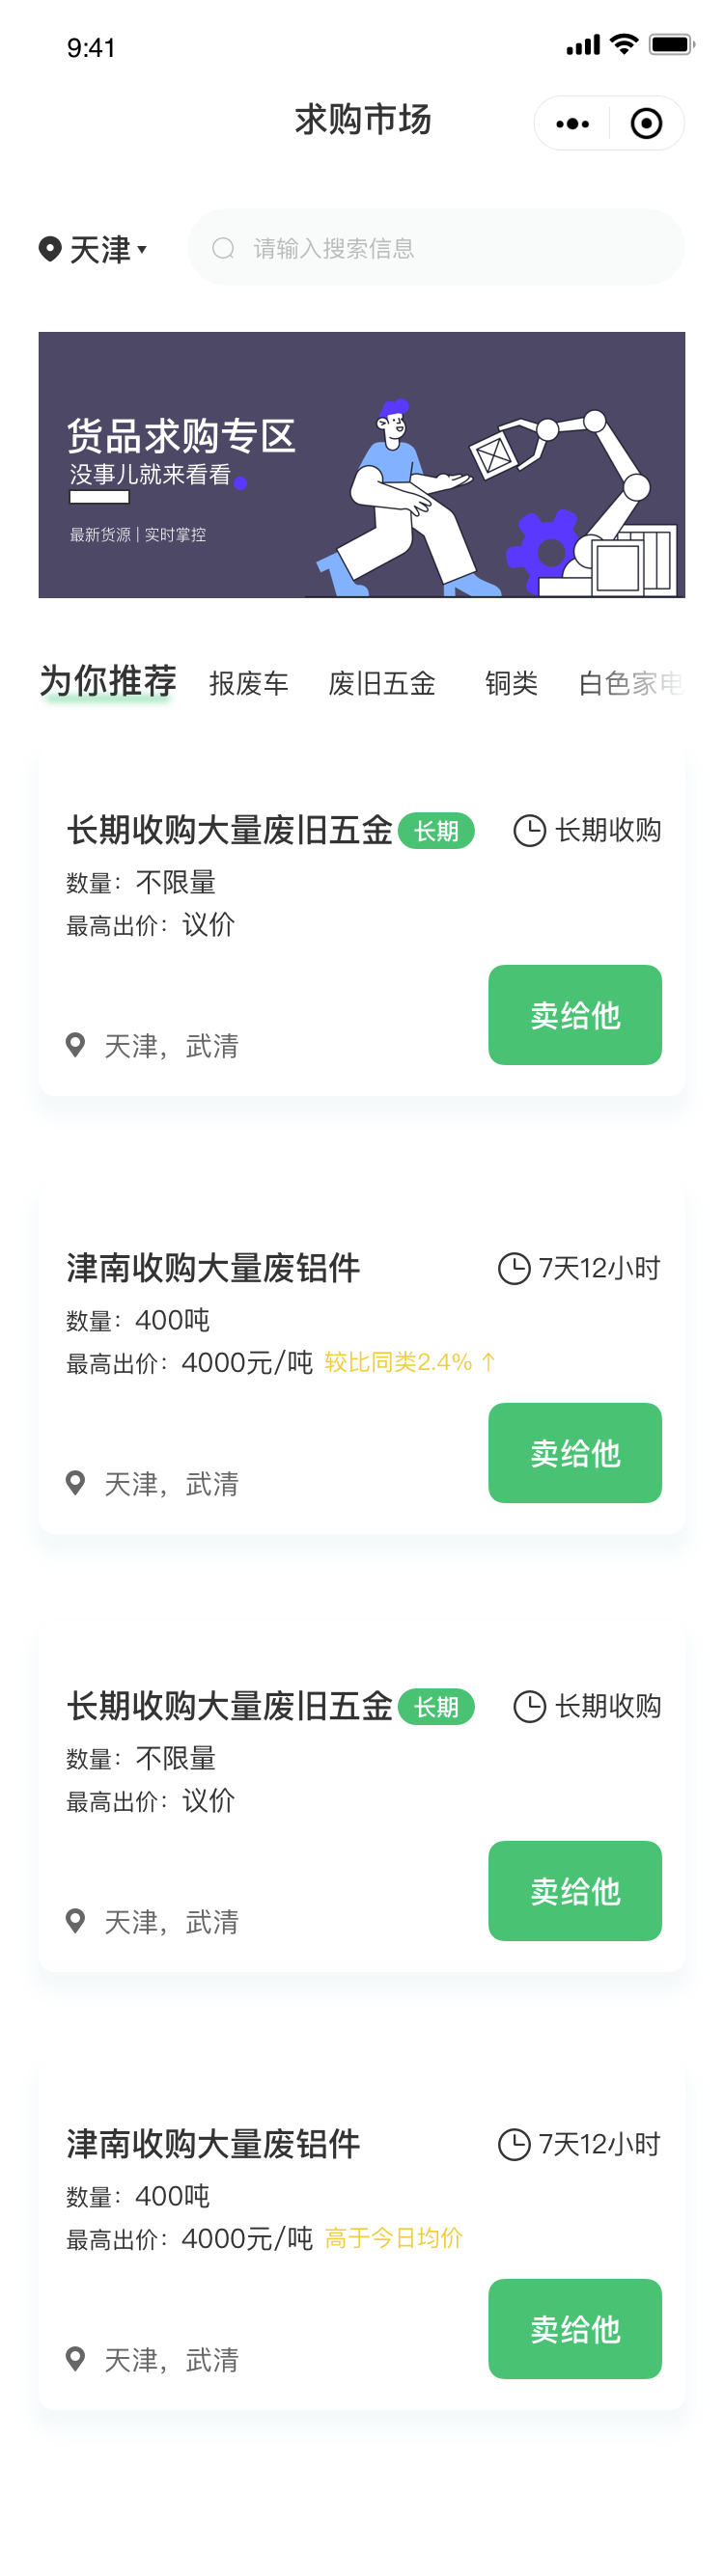 9:41
求购市场
天津
请输入搜索信息
货品求购专区
没事儿就来看看
最新货源 | 实时掌控
为你推荐 报废车 废旧五金 铜类 白色家电
长期收购大量废旧五金 长期 长期收购
数量：不限量
最高出价：议价
卖给他
天津，武清
津南收购大量废铝件 7天12小时
数量：400吨
最高出价：4000元/吨 较比同类2.4% ↑
卖给他
天津，武清
长期收购大量废旧五金 长期 长期收购
数量：不限量
最高出价：议价
卖给他
天津，武清
津南收购大量废铝件 7天12小时
数量：400吨
最高出价：4000元/吨 高于今日均价
卖给他
天津，武清